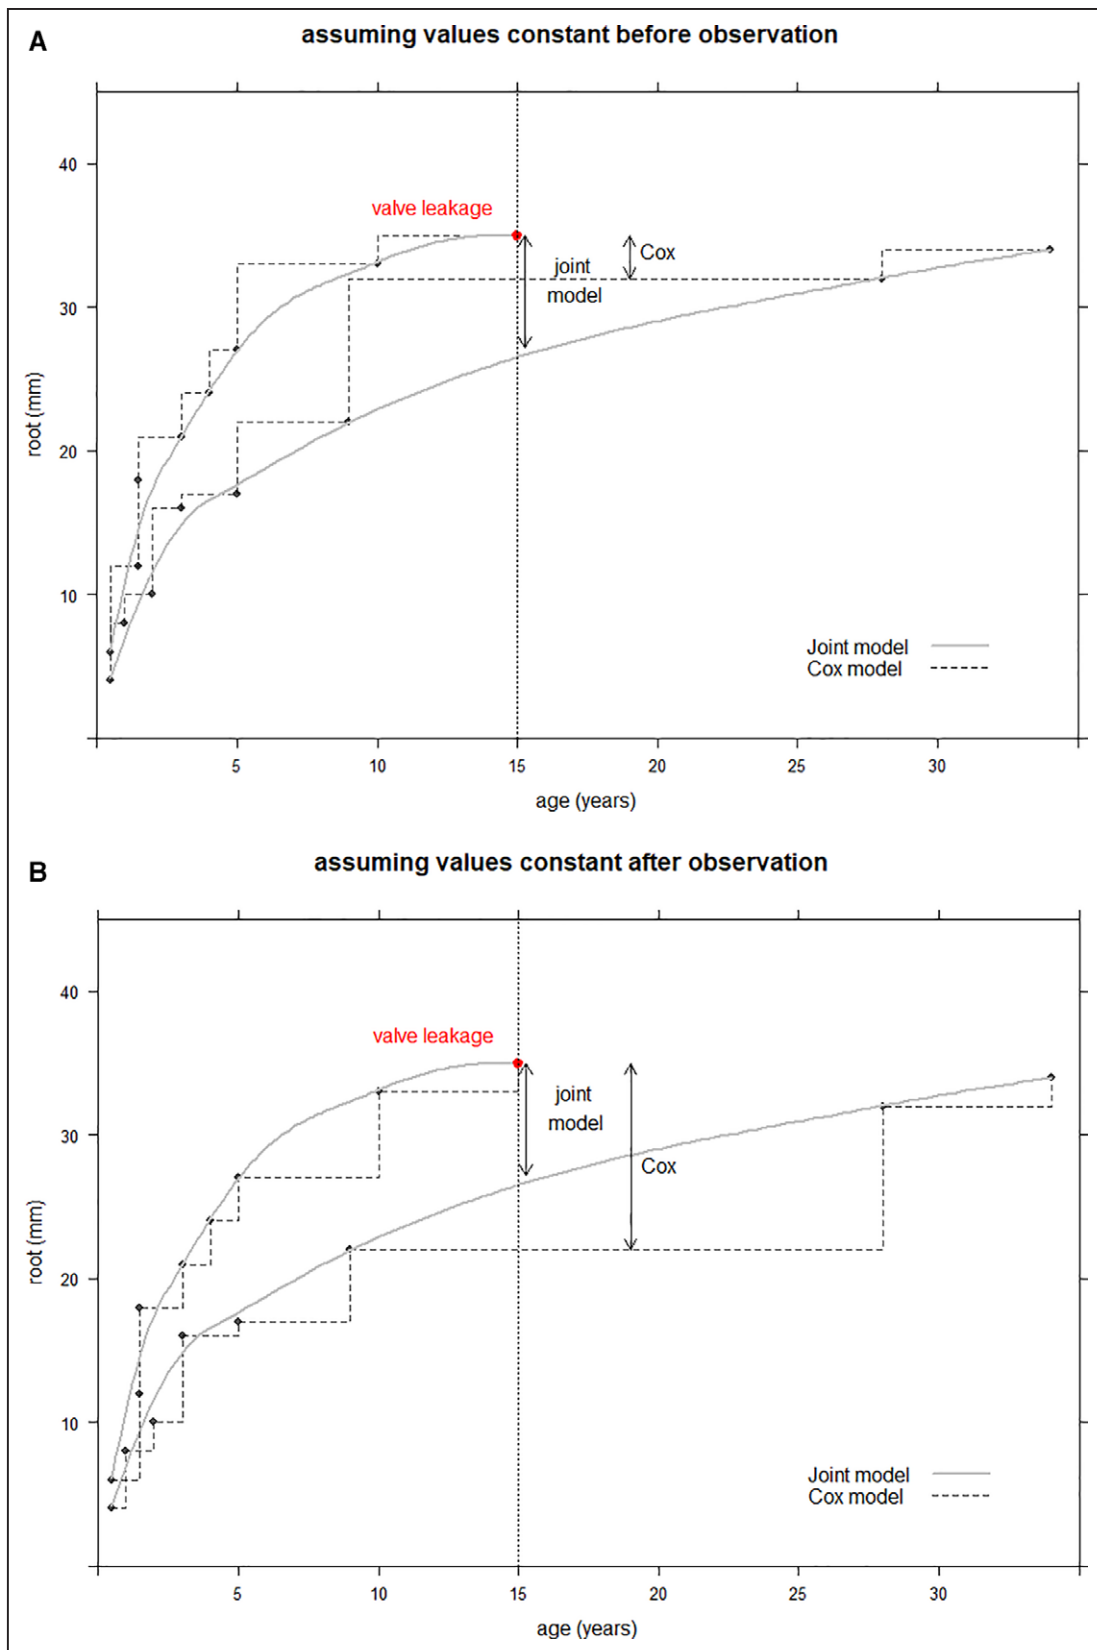 A
assuming values constant before observation
40
30
20
10
root (mm)
valve leakage
joint
model
Cox
Joint model
Cox model
5
10
15
20
25
30
age (years)
B
assuming values constant after observation
40
30
20
10
root (mm)
valve leakage
joint
model
Cox
Joint model
Cox model
5
10
15
20
25
30
age (years)